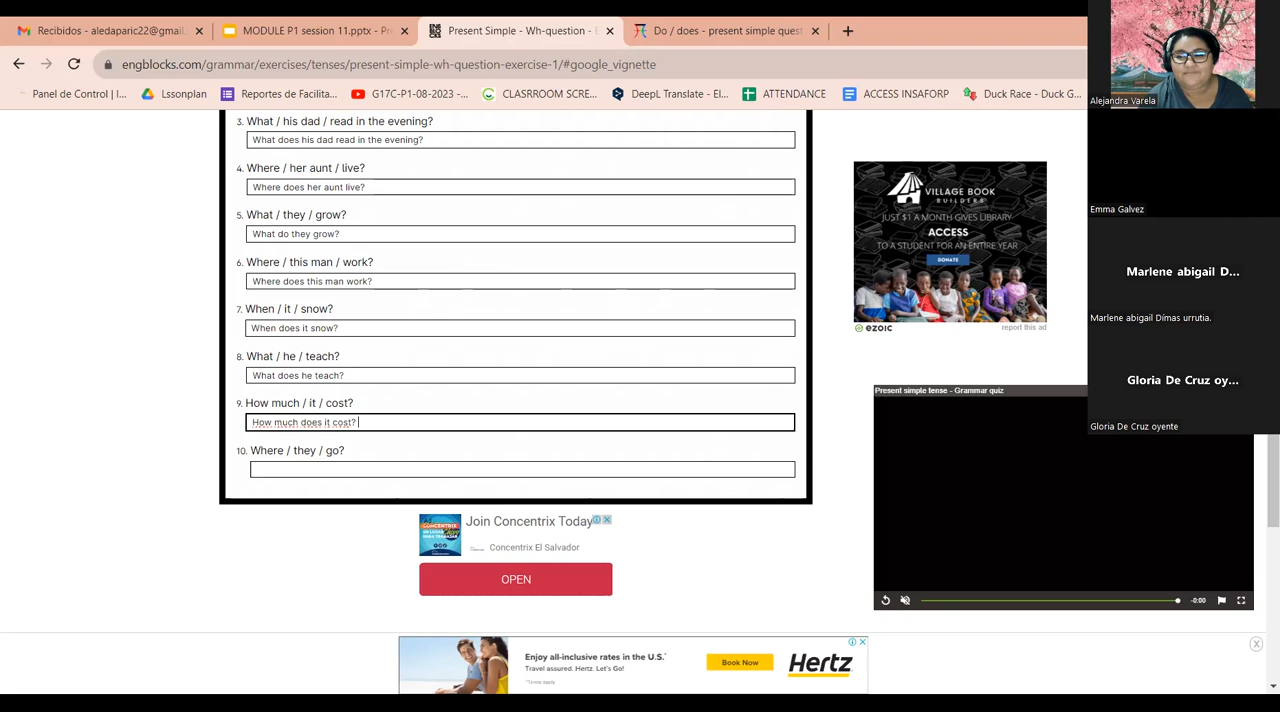 Recibidos - aledaparic22@gmail.
MODULE P1 session 11.pptx - Pr
Present Simple - Wh-question - E
Do / does - present simple quest
engblocks.com/grammar/exercises/tenses/present-simple-wh-question-exercise-1/#google_vignette
Panel de Control | I...
Lssonplan
Reportes de Facilita...
G17C-P1-08-2023 -...
CLASRROOM SCRE...
DeepL Translate - El...
ATTENDANCE
ACCESS INSAFORP
Duck Race - Duck G...
Alejandra Varela
3. What / his dad / read in the evening?
What does his dad read in the evening?
4. Where / her aunt / live?
Where does her aunt live?
5. What / they / grow?
What do they grow?
6. Where / this man / work?
Where does this man work?
7. When / it / snow?
When does it snow?
8. What / he / teach?
What does he teach?
9. How much / it / cost?
How much does it cost?
10. Where / they / go?
VILLAGE BOOK
BUILDERS
JUST $1 A MONTH GIVES LIBRARY
ACCESS
TO A STUDENT FOR AN ENTIRE YEAR
DONATE
ezoic
report this ad
Emma Galvez
Marlene abigail D...
Marlene abigail Dímas urrutia.
Gloria De Cruz oy...
Gloria De Cruz oyente
Present simple tense - Grammar quiz
-0:00
Join Concentrix Today
Concentrix El Salvador
OPEN
Enjoy all-inclusive rates in the U.S.*
Travel assured. Hertz. Let's Go!
*Terms apply
Book Now
Hertz